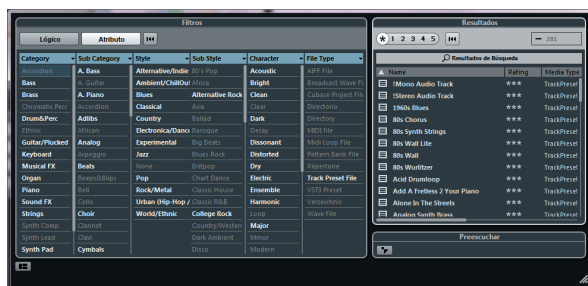 Filtros
Lógico Atributo
Category Sub Category Style Sub Style Character File Type
Accordion A. Bass Alternative/Indie 80's Pop Acoustic AIFF File
Bass A. Guitar Ambient/ChillOut Africa Bright Broadcast Wave
Brass A. Piano Blues Alternative Rock Clean Cubase Project File
Chromatic Perc Accordion Classical Asia Clear Directorio
Drum&Perc Adlibs Country Ballad Dark Directory
Ethnic African Electronica/Dance Baroque Decay MIDI file
Guitar/Plucked Analog Experimental Big Beats Dissonant Midi Loop File
Keyboard Arpeggio Jazz Blues Rock Distorted Pattern Bank File
Musical FX Beats None Britpop Dry Répertoire
Organ Beeps&Blips Pop Chart Dance Electric Track Preset File
Piano Bell Rock/Metal Classic House Ensemble VST3 Preset
Sound FX Cello Urban (Hip-Hop / Classic R&B Harmonic Verzeichnis
Strings Choir World/Ethnic College Rock Loop Wave File
Synth Comp Clarinet Country/Western Major
Synth Lead Clavi Dark Ambient Minor
Synth Pad Cymbals Disco Modern
Resultados
* 1 2 3 4 5 281
Resultados de Búsqueda
Name Rating Media Type
!Mono Audio Track *** TrackPreset
!Stereo Audio Track *** TrackPreset
1960s Blues *** TrackPreset
80s Chorus *** TrackPreset
80s Synth Strings *** TrackPreset
80s Wall Lite *** TrackPreset
80s Wall *** TrackPreset
80s Wurlitzer *** TrackPreset
Acid Drumloop *** TrackPreset
Add A Fretless 2 Your Piano *** TrackPreset
Alone In The Streets *** TrackPreset
Analog Synth Brass *** TrackPreset
Preescuchar